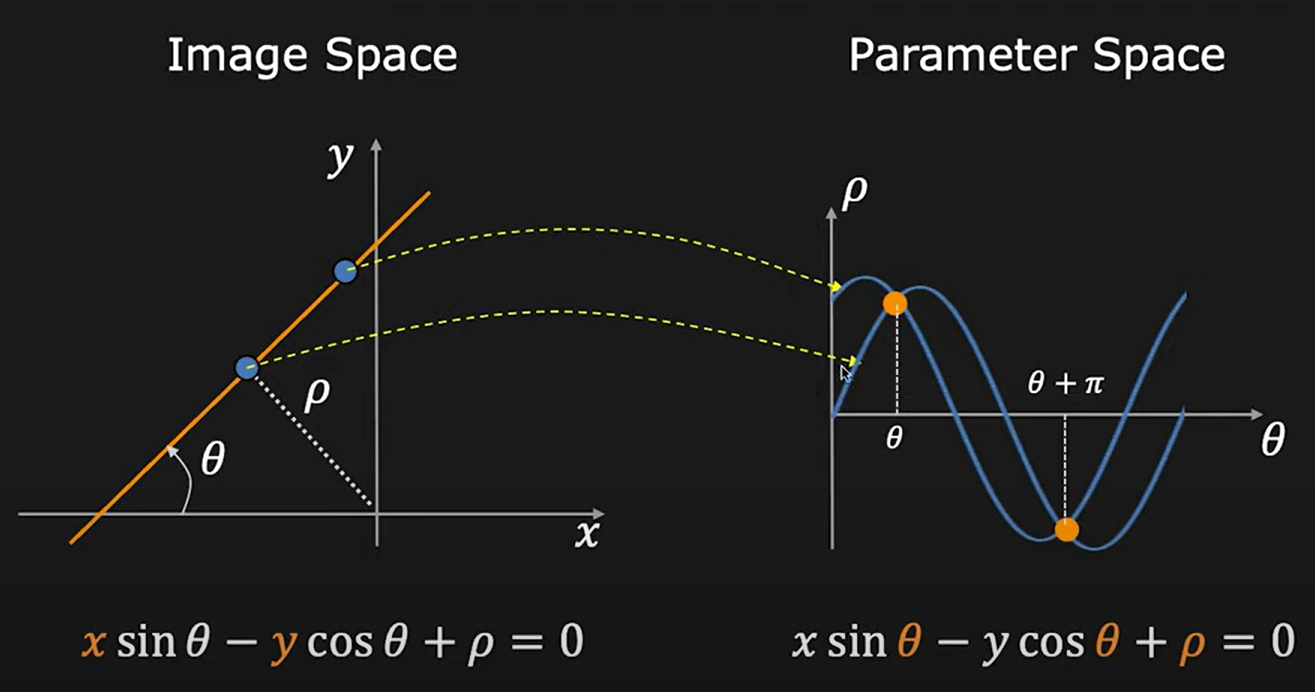 Image Space
y
ρ
θ
x
x sin θ − y cos θ + ρ = 0
Parameter Space
ρ
θ + π
θ
θ
x sin θ − y cos θ + ρ = 0